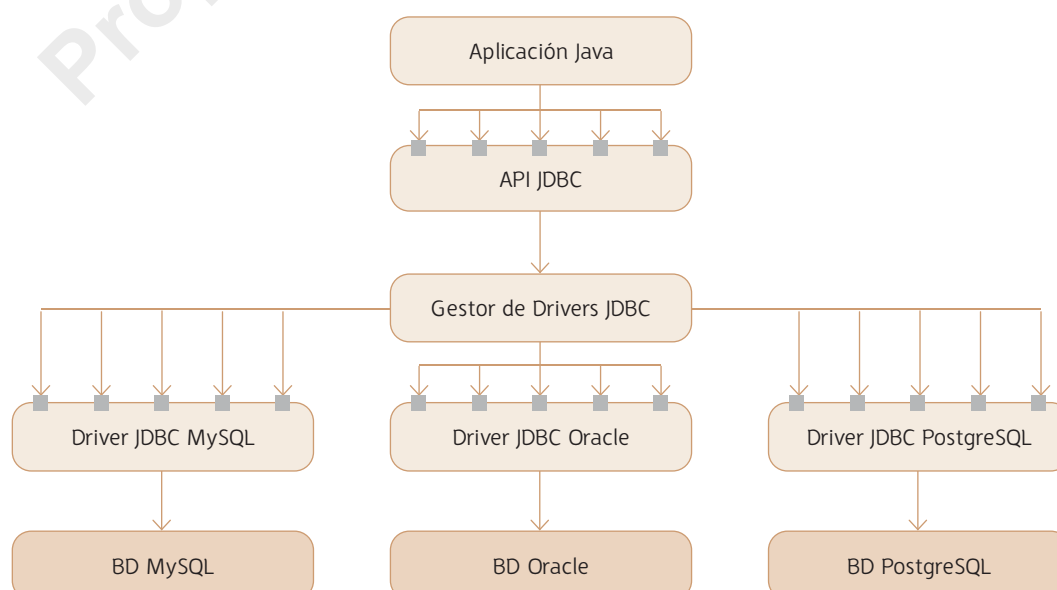 Aplicación Java
API JDBC
Gestor de Drivers JDBC
Driver JDBC MySQL
Driver JDBC Oracle
Driver JDBC PostgreSQL
BD MySQL
BD Oracle
BD PostgreSQL